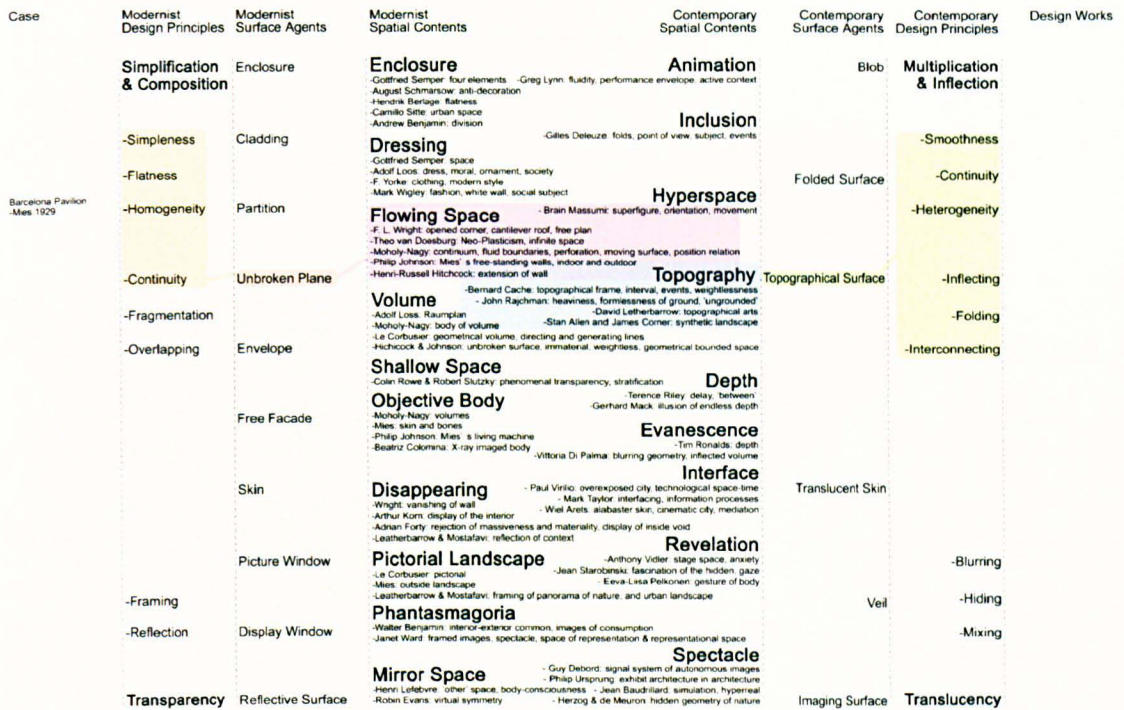 Case
Modernist
Design Principles
Modernist
Surface Agents
Modernist
Spatial Contents
Contemporary
Spatial Contents
Contemporary
Surface Agents
Contemporary
Design Principles
Design Works
Simplification
& Composition
Enclosure
Enclosure
-Gottfried Semper: four elements
-August Schmarsow: anti-decoration
-Hendrik Berlage: flatness
-Camillo Sitte: urban space
-Andrew Benjamin: division
Animation
-Greg Lynn: fluidity, performance envelope, active context
Blob
Multiplication
& Inflection
Inclusion
-Gilles Deleuze: folds, point of view, subject, events
-Simpleness
Cladding
-Smoothness
Dressing
-Gottfried Semper: space
-Adolf Loos: dress, moral, ornament, society
-F. Yorke: clothing, modern style
-Mark Wigley: fashion, white wall, social subject
-Flatness
Folded Surface
-Continuity
Barcelona Pavilion
-Mies 1929
-Homogeneity
Partition
Hyperspace
- Brain Massumi: superfigure, orientation, movement
-Heterogeneity
Flowing Space
-F. L. Wright: opened corner, cantilever roof, free plan
-Theo van Doesburg: Neo-Plasticism, infinite space
-Moholy-Nagy: continuum, fluid boundaries, perforation, moving surface, position relation
-Philip Johnson: Mies' s free-standing walls, indoor and outdoor
-Henri-Russell Hitchcock: extension of wall
-Continuity
Unbroken Plane
Topography
-Bernard Cache: topographical frame, interval, events, weightlessness
- John Rajchman: heaviness, formlessness of ground, 'ungrounded'
-David Letherbarrow: topographical arts
-Stan Allen and James Corner: synthetic landscape
Topographical Surface
-Inflecting
Volume
-Adolf Loss: Raumplan
-Moholy-Nagy: body of volume
-Le Corbusier: geometrical volume, directing and generating lines
-Hichicock & Johnson: unbroken surface, immaterial, weightless, geometrical bounded space
-Fragmentation
-Folding
-Overlapping
Envelope
-Interconnecting
Shallow Space
-Colin Rowe & Robert Slutzky: phenomenal transparency, stratification
Depth
-Terence Riley: delay, 'between'
-Gerhard Mack: illusion of endless depth
Objective Body
-Moholy-Nagy: volumes
-Mies: skin and bones
-Philip Johnson: Mies' s living machine
-Beatriz Colomina: X-ray imaged body
Free Facade
Evanescence
-Tim Ronalds: depth
-Vittoria Di Palma: blurring geometry, inflected volume
Interface
- Paul Virilio: overexposed city, technological space-time
- Mark Taylor: interfacing, information processes
- Wiel Arets: alabaster skin, cinematic city, mediation
Skin
Translucent Skin
Disappearing
-Wright: vanishing of wall
-Arthur Korn: display of the interior
-Adrian Forty: rejection of massiveness and materiality, display of inside void
-Leatherbarrow & Mostafavi: reflection of context
Revelation
-Anthony Vidler: stage space, anxiety
-Jean Starobinski: fascination of the hidden, gaze
- Eeva-Liisa Pelkonen: gesture of body
Picture Window
-Blurring
Pictorial Landscape
-Le Corbusier: pictorial
-Mies: outside landscape
-Leatherbarrow & Mostafavi: framing of panorama of nature, and urban landscape
-Framing
Veil
-Hiding
Phantasmagoria
-Walter Benjamin: interior-exterior common, images of consumption
-Janet Ward: framed images, spectacle, space of representation & representational space
-Reflection
Display Window
-Mixing
Spectacle
- Guy Debord: signal system of autonomous images
- Philip Ursprung: exhibit architecture in architecture
- Jean Baudrillard: simulation, hyperreal
- Herzog & de Meuron: hidden geometry of nature
Mirror Space
-Henri Lefebvre: 'other' space, body-consciousness
-Robin Evans: virtual symmetry
Transparency
Reflective Surface
Imaging Surface
Translucency